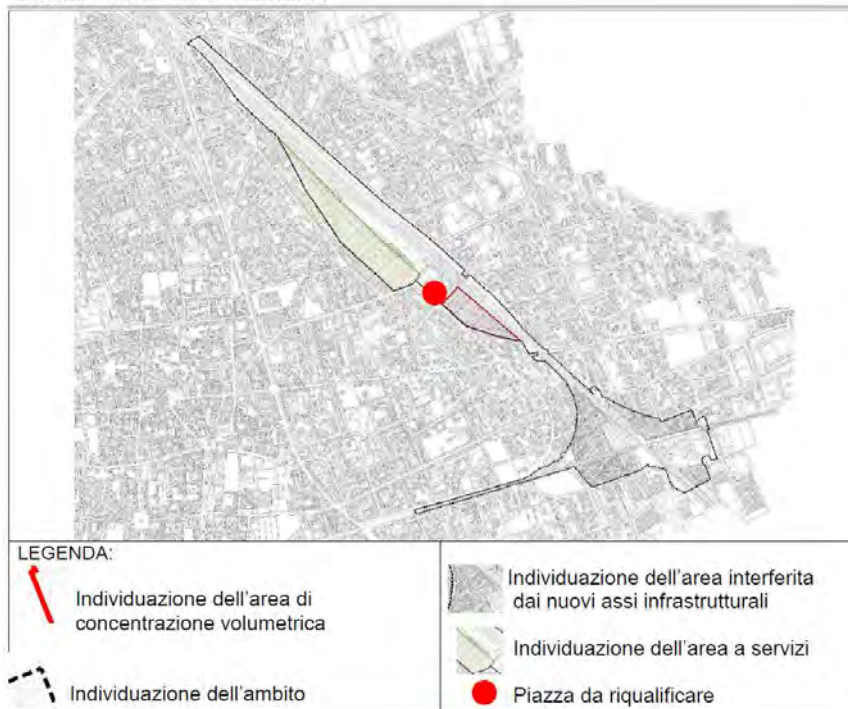 LEGENDA:
Individuazione dell'area di
concentrazione volumetrica
Individuazione dell'ambito
Individuazione dell'area interferita
dai nuovi assi infrastrutturali
Individuazione dell'area a servizi
Piazza da riqualificare